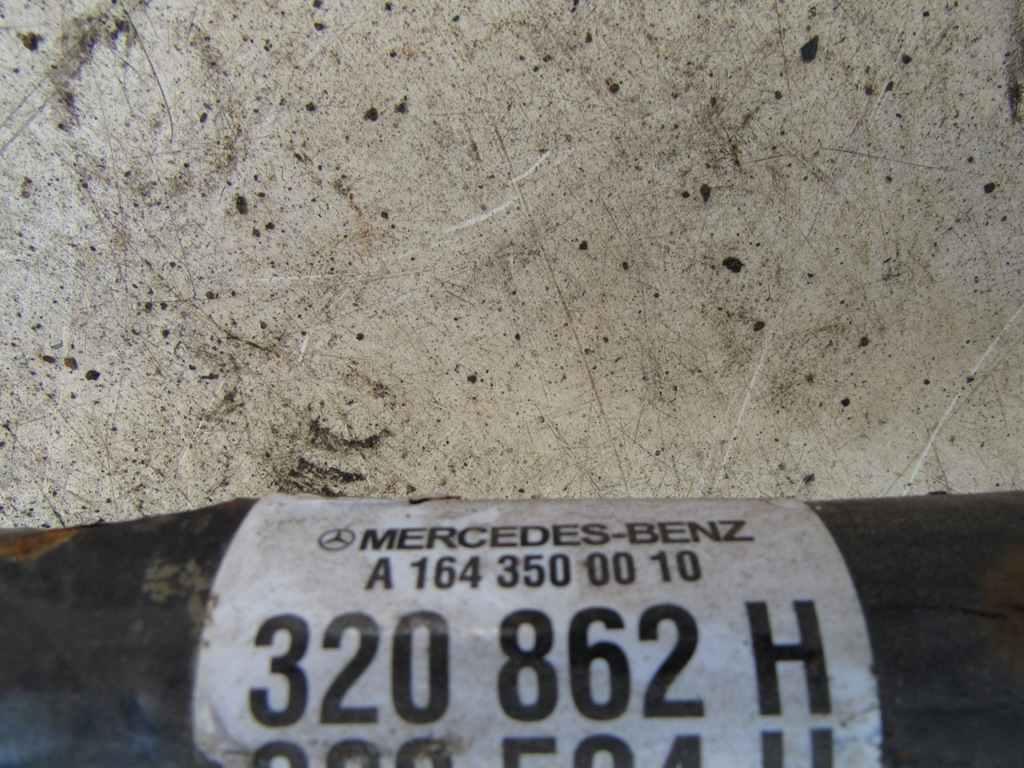 MERCEDES-BENZ
A 164 350 00 10
320 862 H
H